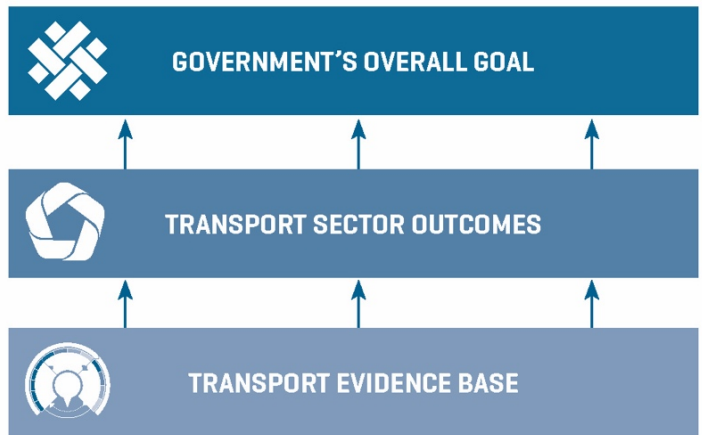 GOVERNMENT'S OVERALL GOAL
TRANSPORT SECTOR OUTCOMES
TRANSPORT EVIDENCE BASE